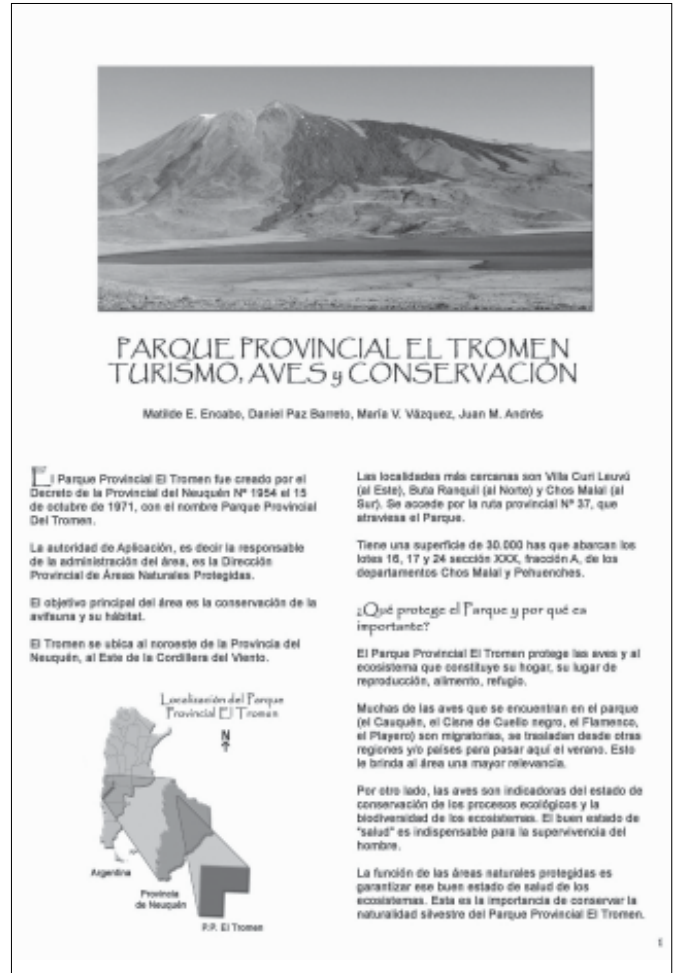 PARQUE PROVINCIAL EL TROMEN
TURISMO, AVES y CONSERVACIÓN
Matilde E. Encabo, Daniel Paz Barreto, María V. Vázquez, Juan M. Andrés
El Parque Provincial El Tromen fue creado por el
Decreto de la Provincial del Neuquén Nº 1954 el 15
de octubre de 1971, con el nombre Parque Provincial
Del Tromen.
La autoridad de Aplicación, es decir la responsable
de la administración del área, es la Dirección
Provincial de Áreas Naturales Protegidas.
El objetivo principal del área es la conservación de la
avifauna y su hábitat.
El Tromen se ubica al noroeste de la Provincia del
Neuquén, al Este de la Cordillera del Viento.
Localización del Parque
Provincial El Tromen
N
Argentina
Provincia
de Neuquén
P.P. El Tromen
Las localidades más cercanas son Villa Curi Leuvú
(al Este), Buta Ranquil (al Norte) y Chos Malal (al
Sur). Se accede por la ruta provincial Nº 37, que
atraviesa el Parque.
Tiene una superficie de 30.000 has que abarcan los
lotes 16, 17 y 24 sección XXX, fracción A, de los
departamentos Chos Malal y Pehuenches.
¿Qué protege el Parque y por qué es
importante?
El Parque Provincial El Tromen protege las aves y al
ecosistema que constituye su hogar, su lugar de
reproducción, alimento, refugio.
Muchas de las aves que se encuentran en el parque
(el Cauquén, el Cisne de Cuello negro, el Flamenco,
el Playero) son migratorias, se trasladan desde otras
regiones y/o países para pasar aquí el verano. Esto
le brinda al área una mayor relevancia.
Por otro lado, las aves son indicadoras del estado de
conservación de los procesos ecológicos y la
biodiversidad de los ecosistemas. El buen estado de
"salud" es indispensable para la supervivencia del
hombre.
La función de las áreas naturales protegidas es
garantizar ese buen estado de salud de los
ecosistemas. Esta es la importancia de conservar la
naturalidad silvestre del Parque Provincial El Tromen.
1